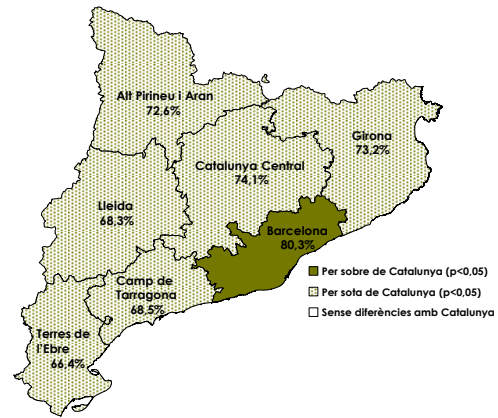 Alt Pirineu i Aran
72,6%
Girona
73,2%
Catalunya Central
74,1%
Lleida
68,3%
Barcelona
80,3%
Camp de
Tarragona
68,5%
Terres de
l'Ebre
66,4%
Per sobre de Catalunya (p<0,05)
Per sota de Catalunya (p<0,05)
Sense diferències amb Catalunya